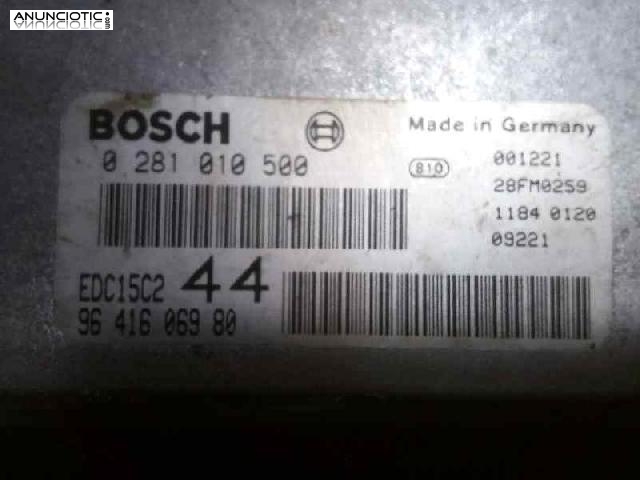 ANUNCIOTIC.com
BOSCH
Made in Germany
0 281 010 500
810
001221
28FM0259
1184 0120
09221
EDC15C2 44
96 416 069 80